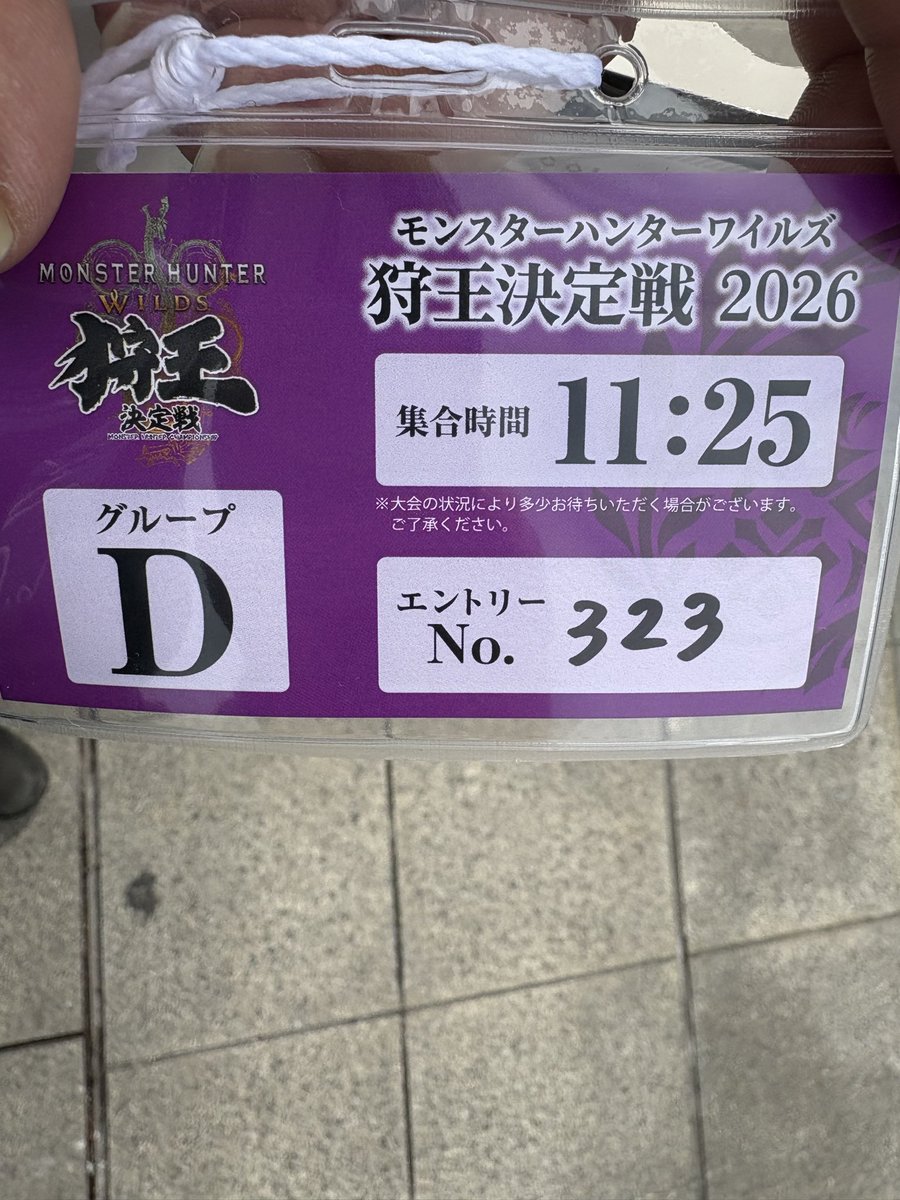 MONSTER HUNTER
WILDS
狩王
決定戦
モンスターハンターワイルズ
狩王決定戦 2026
集合時間 11:25
※大会の状況により多少お待ちいただく場合がございます。
ご了承ください。
グループ
D
エントリー
No. 323